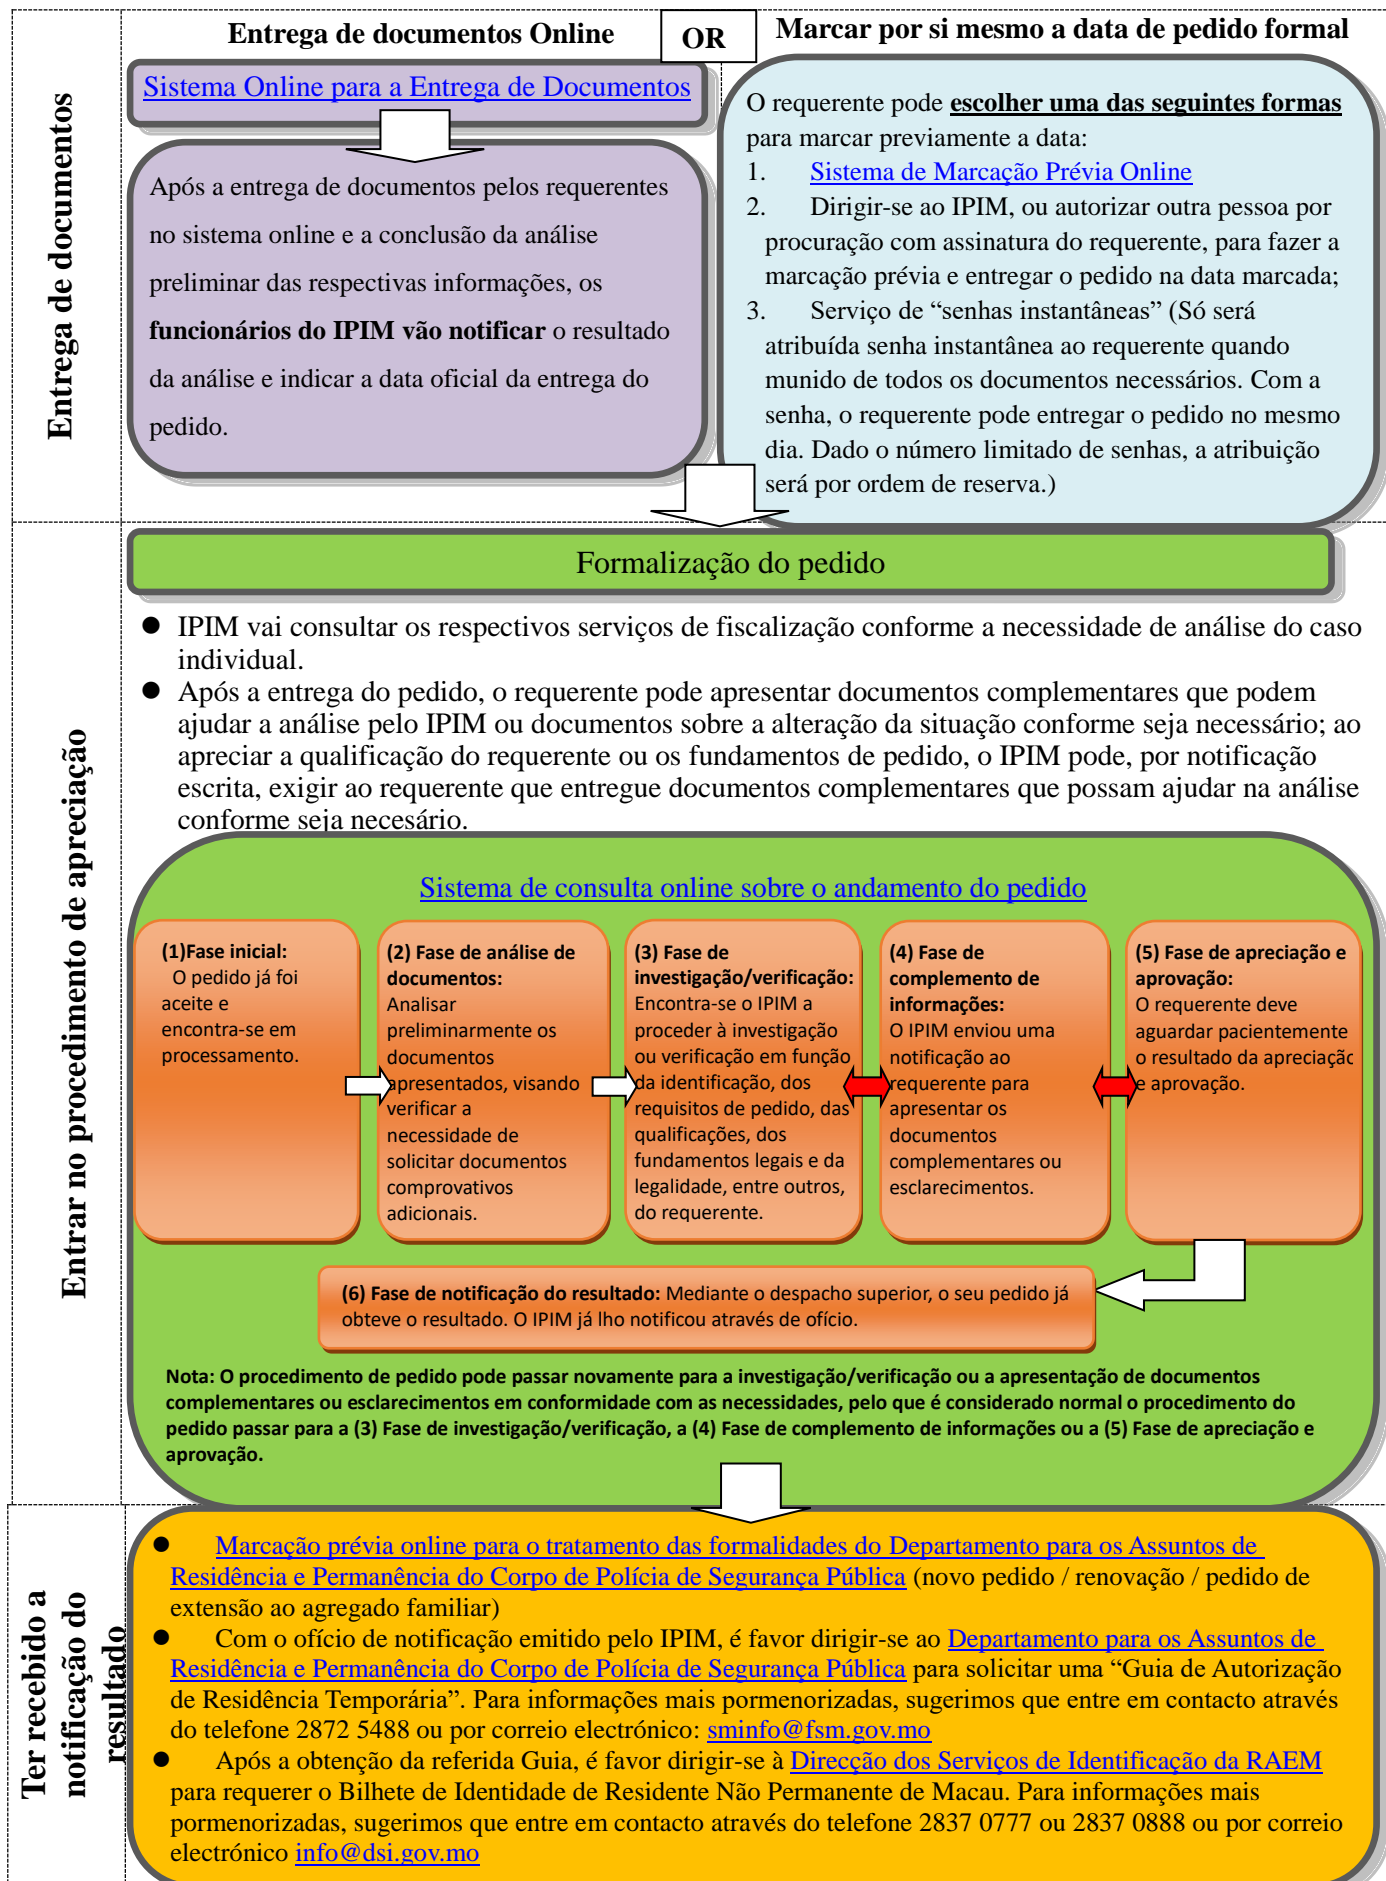 Entrega de documentos
Entrega de documentos Online
OR
Marcar por si mesmo a data de pedido formal
Sistema Online para a Entrega de Documentos
Após a entrega de documentos pelos requerentes
no sistema online e a conclusão da análise
preliminar das respectivas informações, os
funcionários do IPIM vão notificar o resultado
da análise e indicar a data oficial da entrega do
pedido.
O requerente pode escolher uma das seguintes formas
para marcar previamente a data:
1. Sistema de Marcação Prévia Online
2. Dirigir-se ao IPIM, ou autorizar outra pessoa por
procuração com assinatura do requerente, para fazer a
marcação prévia e entregar o pedido na data marcada;
3. Serviço de “senhas instantâneas” (Só será
atribuída senha instantânea ao requerente quando
munido de todos os documentos necessários. Com a
senha, o requerente pode entregar o pedido no mesmo
dia. Dado o número limitado de senhas, a atribuição
será por ordem de reserva.)
Entrar no procedimento de apreciação
Formalização do pedido
● IPIM vai consultar os respectivos serviços de fiscalização conforme a necessidade de análise do caso
individual.
● Após a entrega do pedido, o requerente pode apresentar documentos complementares que podem
ajudar a análise pelo IPIM ou documentos sobre a alteração da situação conforme seja necessário; ao
apreciar a qualificação do requerente ou os fundamentos de pedido, o IPIM pode, por notificação
escrita, exigir ao requerente que entregue documentos complementares que possam ajudar na análise
conforme seja necesário.
Sistema de consulta online sobre o andamento do pedido
(1)Fase inicial:
O pedido já foi
aceite e
encontra-se em
processamento.
(2) Fase de análise de
documentos:
Analisar
preliminarmente os
documentos
apresentados, visando
verificar a
necessidade de
solicitar documentos
comprovativos
adicionais.
(3) Fase de
investigação/verificação:
Encontra-se o IPIM a
proceder à investigação
ou verificação em função
da identificação, dos
requisitos de pedido, das
qualificações, dos
fundamentos legais e da
legalidade, entre outros,
do requerente.
(4) Fase de
complemento de
informações:
O IPIM enviou uma
notificação ao
requerente para
apresentar os
documentos
complementares ou
esclarecimentos.
(5) Fase de apreciação e
aprovação:
O requerente deve
aguardar pacientemente
o resultado da apreciação
e aprovação.
(6) Fase de notificação do resultado: Mediante o despacho superior, o seu pedido já
obteve o resultado. O IPIM já lho notificou através de ofício.
Nota: O procedimento de pedido pode passar novamente para a investigação/verificação ou a apresentação de documentos
complementares ou esclarecimentos em conformidade com as necessidades, pelo que é considerado normal o procedimento do
pedido passar para a (3) Fase de investigação/verificação, a (4) Fase de complemento de informações ou a (5) Fase de apreciação e
aprovação.
Ter recebido a
notificação do
resultado
● Marcação prévia online para o tratamento das formalidades do Departamento para os Assuntos de
Residência e Permanência do Corpo de Polícia de Segurança Pública (novo pedido / renovação / pedido de
extensão ao agregado familiar)
● Com o ofício de notificação emitido pelo IPIM, é favor dirigir-se ao Departamento para os Assuntos de
Residência e Permanência do Corpo de Polícia de Segurança Pública para solicitar uma “Guia de Autorização
de Residência Temporária”. Para informações mais pormenorizadas, sugerimos que entre em contacto através
do telefone 2872 5488 ou por correio electrónico: sminfo@fsm.gov.mo
● Após a obtenção da referida Guia, é favor dirigir-se à Direcção dos Serviços de Identificação da RAEM
para requerer o Bilhete de Identidade de Residente Não Permanente de Macau. Para informações mais
pormenorizadas, sugerimos que entre em contacto através do telefone 2837 0777 ou 2837 0888 ou por correio
electrónico info@dsi.gov.mo